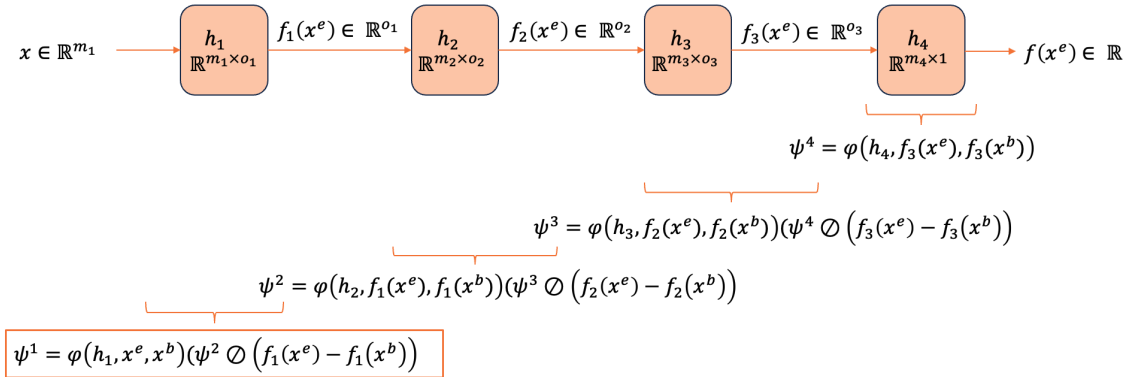 x ∈ ℝ^{m_1}
h_1
ℝ^{m_1×o_1}
f_1(x^e) ∈ ℝ^{o_1}
h_2
ℝ^{m_2×o_2}
f_2(x^e) ∈ ℝ^{o_2}
h_3
ℝ^{m_3×o_3}
f_3(x^e) ∈ ℝ^{o_3}
h_4
ℝ^{m_4×1}
f(x^e) ∈ ℝ
ψ^4 = φ(h_4, f_3(x^e), f_3(x^b))
ψ^3 = φ(h_3, f_2(x^e), f_2(x^b))(ψ^4 ⊘ (f_3(x^e) − f_3(x^b))
ψ^2 = φ(h_2, f_1(x^e), f_1(x^b))(ψ^3 ⊘ (f_2(x^e) − f_2(x^b))
ψ^1 = φ(h_1, x^e, x^b)(ψ^2 ⊘ (f_1(x^e) − f_1(x^b))